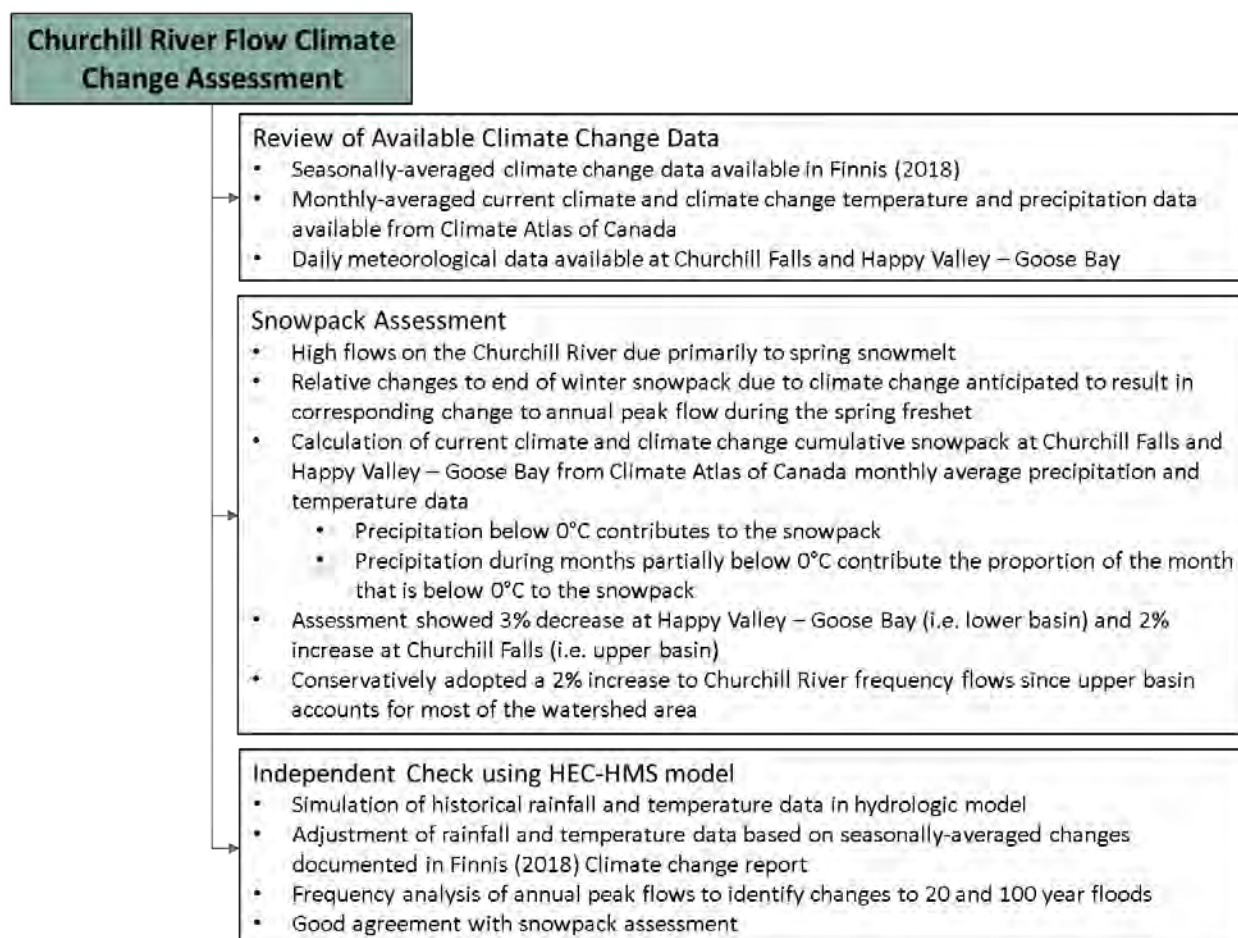 Churchill River Flow Climate
Change Assessment
Review of Available Climate Change Data
• Seasonally-averaged climate change data available in Finnis (2018)
• Monthly-averaged current climate and climate change temperature and precipitation data
available from Climate Atlas of Canada
• Daily meteorological data available at Churchill Falls and Happy Valley – Goose Bay
Snowpack Assessment
• High flows on the Churchill River due primarily to spring snowmelt
• Relative changes to end of winter snowpack due to climate change anticipated to result in
corresponding change to annual peak flow during the spring freshet
• Calculation of current climate and climate change cumulative snowpack at Churchill Falls and
Happy Valley – Goose Bay from Climate Atlas of Canada monthly average precipitation and
temperature data
• Precipitation below 0°C contributes to the snowpack
• Precipitation during months partially below 0°C contribute the proportion of the month
that is below 0°C to the snowpack
• Assessment showed 3% decrease at Happy Valley – Goose Bay (i.e. lower basin) and 2%
increase at Churchill Falls (i.e. upper basin)
• Conservatively adopted a 2% increase to Churchill River frequency flows since upper basin
accounts for most of the watershed area
Independent Check using HEC-HMS model
• Simulation of historical rainfall and temperature data in hydrologic model
• Adjustment of rainfall and temperature data based on seasonally-averaged changes
documented in Finnis (2018) Climate change report
• Frequency analysis of annual peak flows to identify changes to 20 and 100 year floods
• Good agreement with snowpack assessment